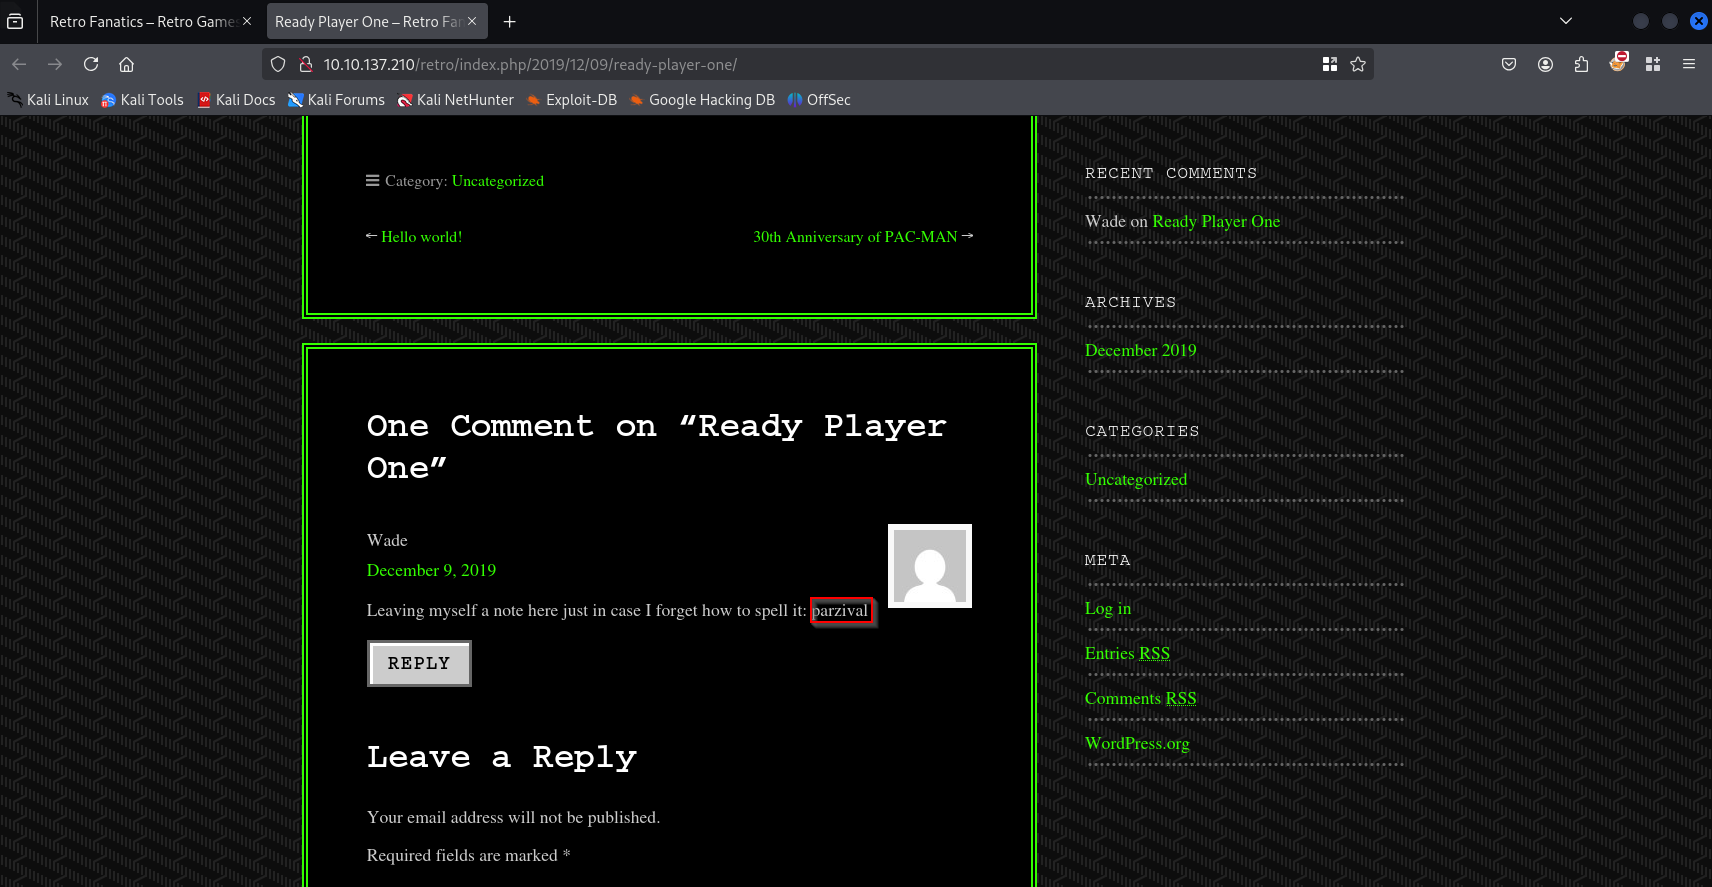 Retro Fanatics – Retro Games
Ready Player One – Retro Fan
10.10.137.210/retro/index.php/2019/12/09/ready-player-one/
Kali Linux Kali Tools Kali Docs Kali Forums Kali NetHunter Exploit-DB Google Hacking DB OffSec
Category: Uncategorized
← Hello world! 30th Anniversary of PAC-MAN →
One Comment on “Ready Player
One”
Wade
December 9, 2019
Leaving myself a note here just in case I forget how to spell it: parzival
REPLY
Leave a Reply
Your email address will not be published.
Required fields are marked *
RECENT COMMENTS
Wade on Ready Player One
ARCHIVES
December 2019
CATEGORIES
Uncategorized
META
Log in
Entries RSS
Comments RSS
WordPress.org